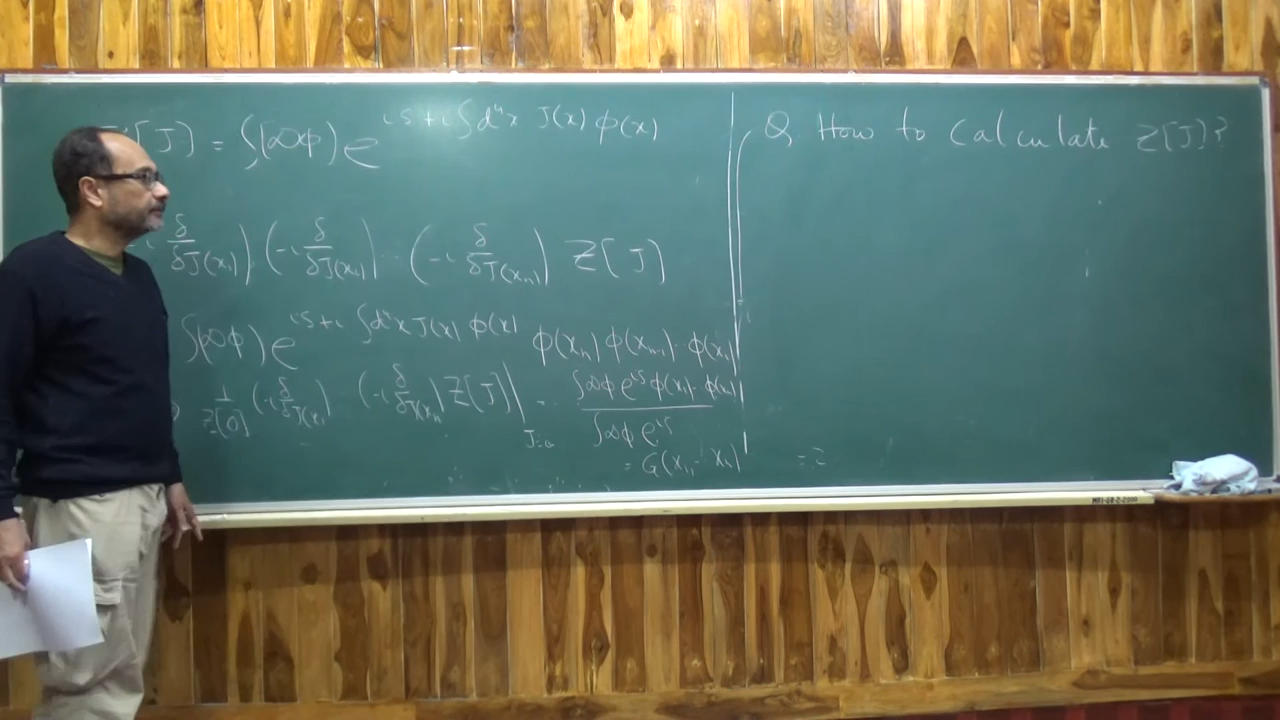 [J] = ∫[𝒟φ] e^{iS + i∫d⁴x J(x) φ(x)}
δ/δJ(x₁)) (-i δ/δJ(x₂)) ·· (-i δ/δJ(xₙ)) Z[J]
∫[𝒟φ] e^{iS + i∫d⁴x J(x) φ(x)} φ(xₙ) φ(xₙ₋₁) ·· φ(x₁)
1/Z[0] (-i δ/δJ(x₁)) (-i δ/δJ(xₙ)) Z[J]|_{J=0} = ∫𝒟φ e^{iS} φ(x₁) ·· φ(xₙ) / ∫𝒟φ e^{iS}
= G(x₁, ·· xₙ)
Q How to Calculate Z[J]?
MRI-GR-2-2000